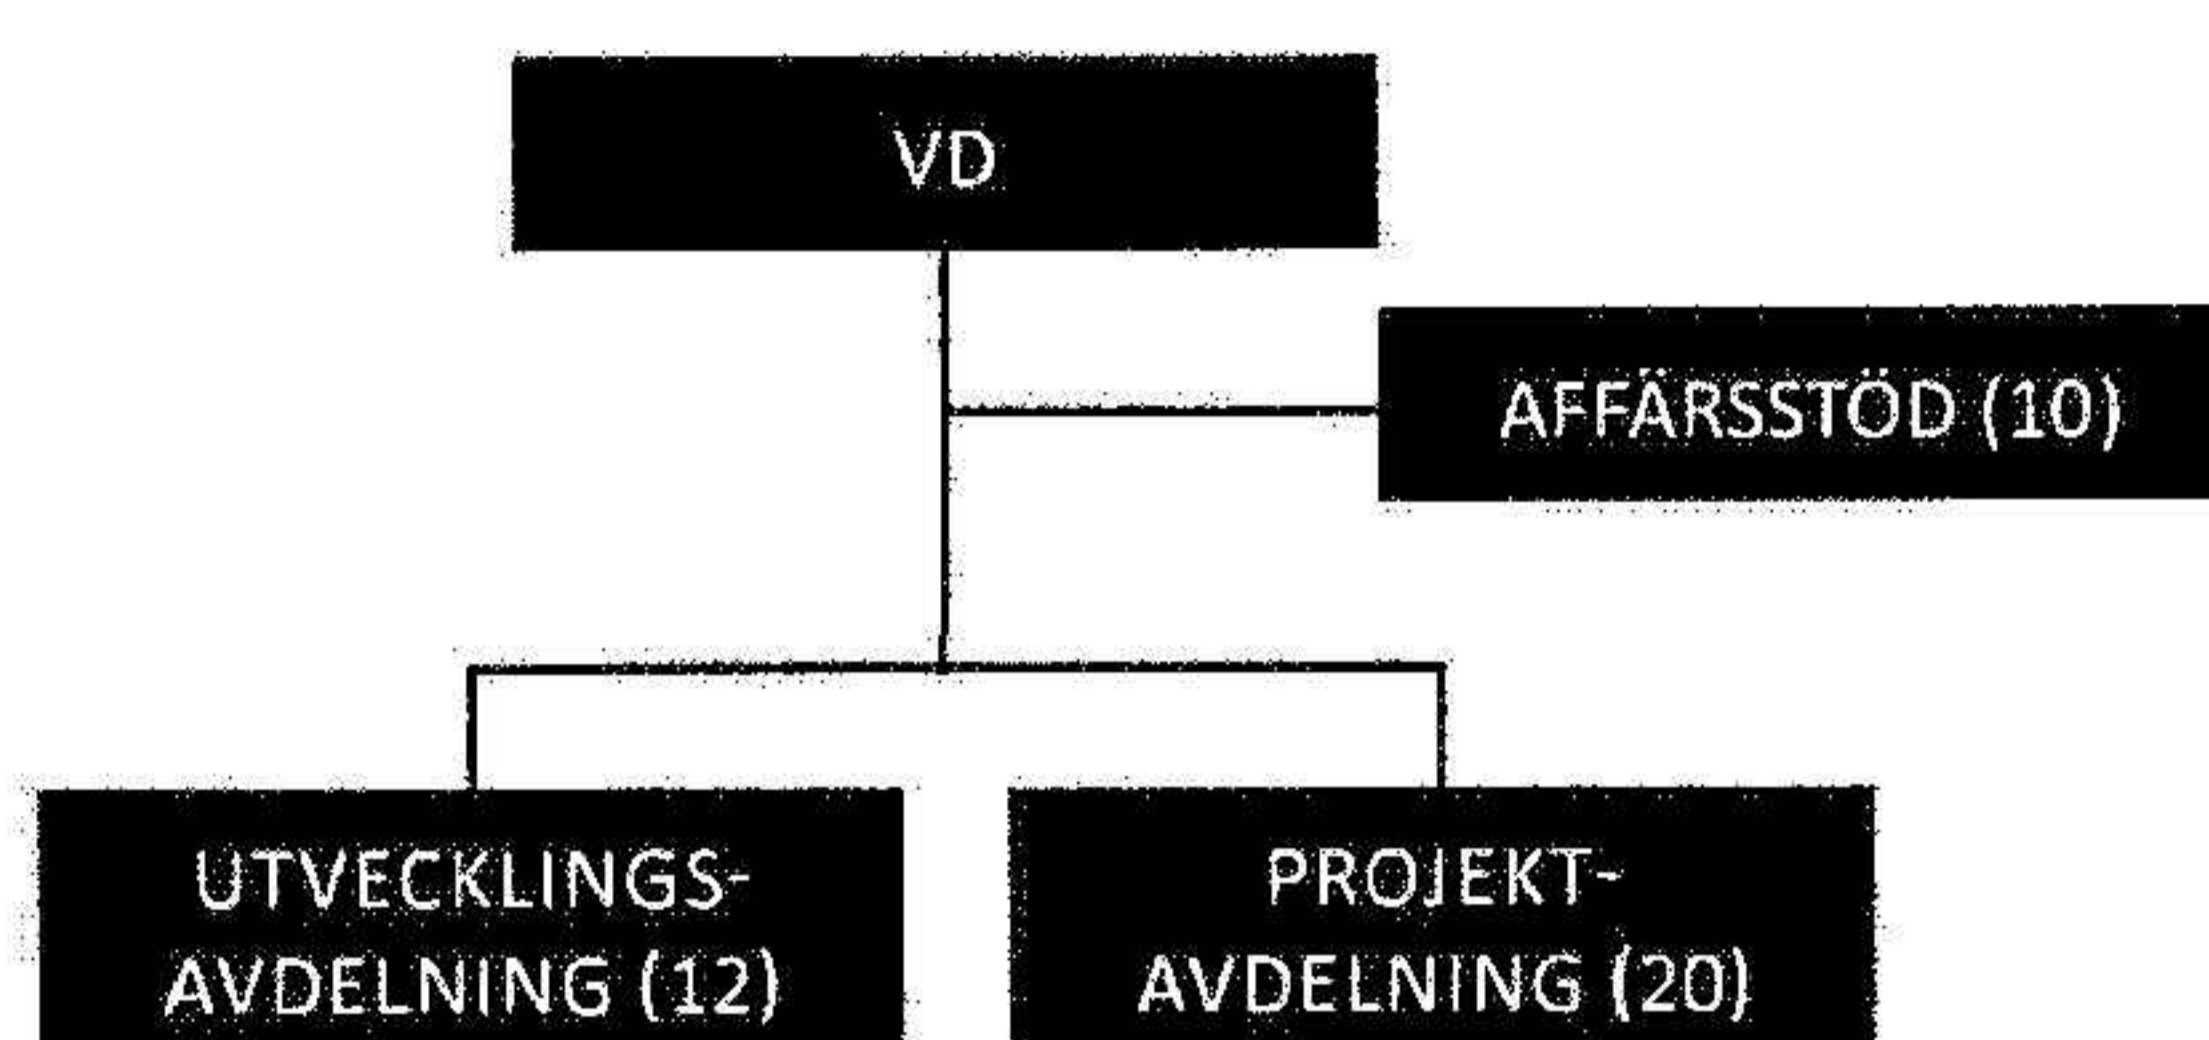 VD
AFFÄRSSTÖD (10)
UTVECKLINGS-
AVDELNING (12)
PROJEKT-
AVDELNING (20)